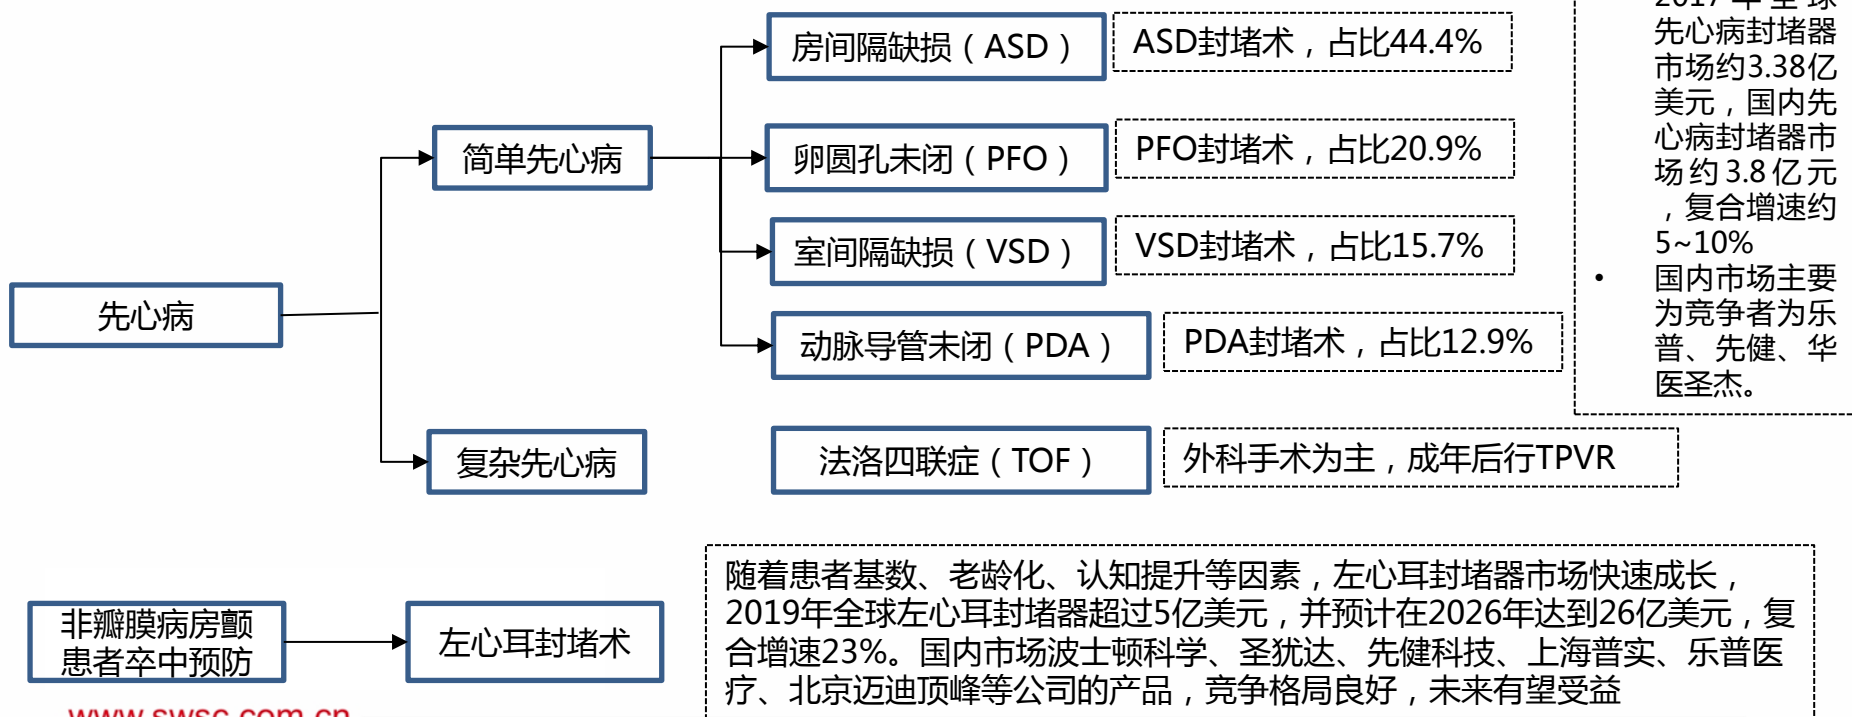 房间隔缺损（ASD）
ASD封堵术，占比44.4%
简单先心病
卵圆孔未闭（PFO）
PFO封堵术，占比20.9%
室间隔缺损（VSD）
VSD封堵术，占比15.7%
先心病
动脉导管未闭（PDA）
PDA封堵术，占比12.9%
复杂先心病
法洛四联症（TOF）
外科手术为主，成年后行TPVR
2017年全球
先心病封堵器
市场约3.38亿
美元，国内先
心病封堵器市
场约3.8亿元
，复合增速约
5~10%
• 国内市场主要
为竞争者为乐
普、先健、华
医圣杰。
非瓣膜病房颤
患者卒中预防
左心耳封堵术
随着患者基数、老龄化、认知提升等因素，左心耳封堵器市场快速成长，
2019年全球左心耳封堵器超过5亿美元，并预计在2026年达到26亿美元，复
合增速23%。国内市场波士顿科学、圣犹达、先健科技、上海普实、乐普医
疗、北京迈迪顶峰等公司的产品，竞争格局良好，未来有望受益
www.swsc.com.cn